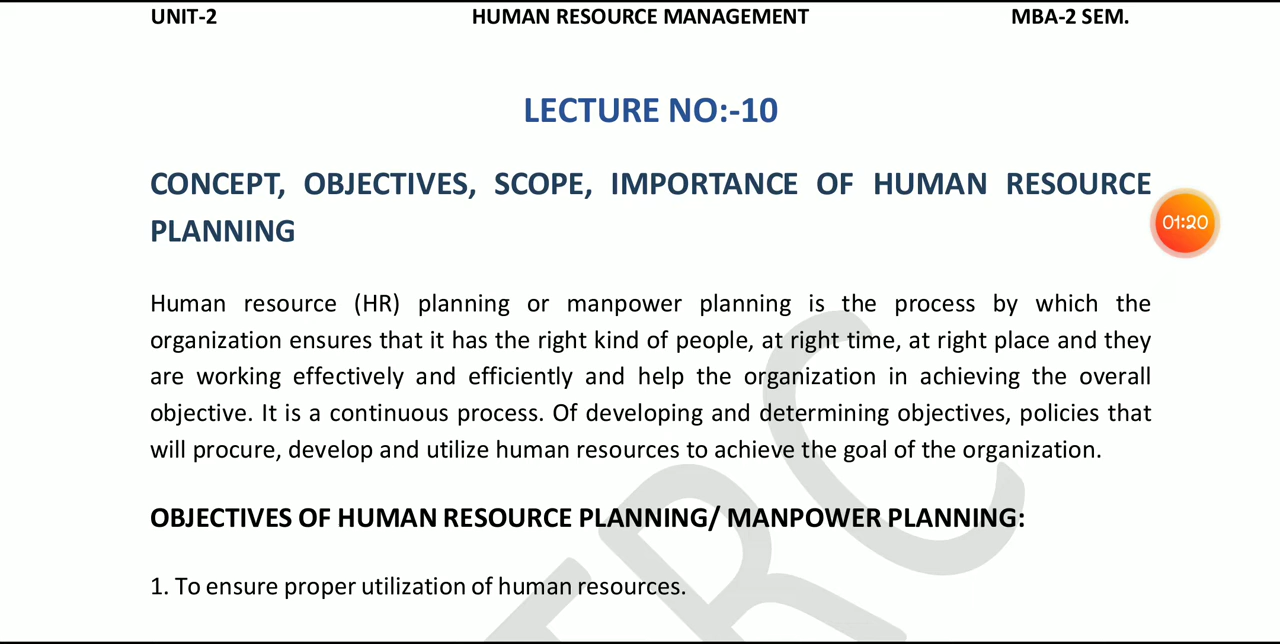 UNIT-2 HUMAN RESOURCE MANAGEMENT MBA-2 SEM.
LECTURE NO:-10
CONCEPT, OBJECTIVES, SCOPE, IMPORTANCE OF HUMAN RESOURCE
PLANNING
01:20
Human resource (HR) planning or manpower planning is the process by which the
organization ensures that it has the right kind of people, at right time, at right place and they
are working effectively and efficiently and help the organization in achieving the overall
objective. It is a continuous process. Of developing and determining objectives, policies that
will procure, develop and utilize human resources to achieve the goal of the organization.
OBJECTIVES OF HUMAN RESOURCE PLANNING/ MANPOWER PLANNING:
1. To ensure proper utilization of human resources.